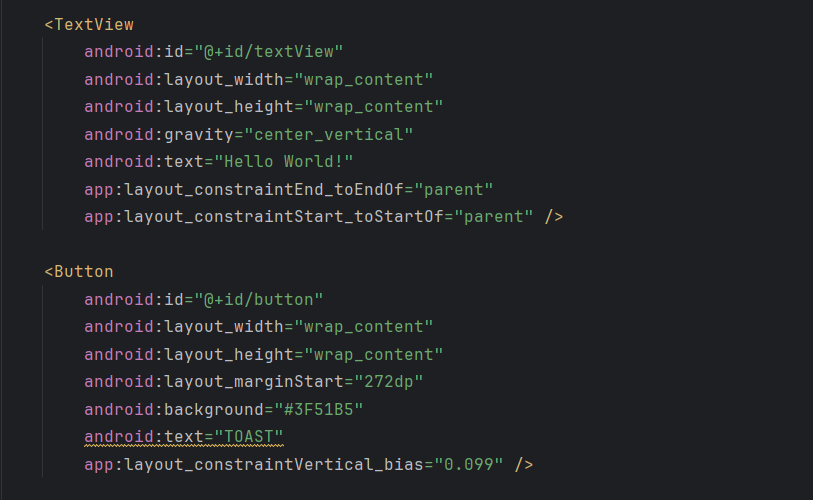 <TextView
android:id="@+id/textView"
android:layout_width="wrap_content"
android:layout_height="wrap_content"
android:gravity="center_vertical"
android:text="Hello World!"
app:layout_constraintEnd_toEndOf="parent"
app:layout_constraintStart_toStartOf="parent" />
<Button
android:id="@+id/button"
android:layout_width="wrap_content"
android:layout_height="wrap_content"
android:layout_marginStart="272dp"
android:background="#3F51B5"
android:text="TOAST"
app:layout_constraintVertical_bias="0.099" />